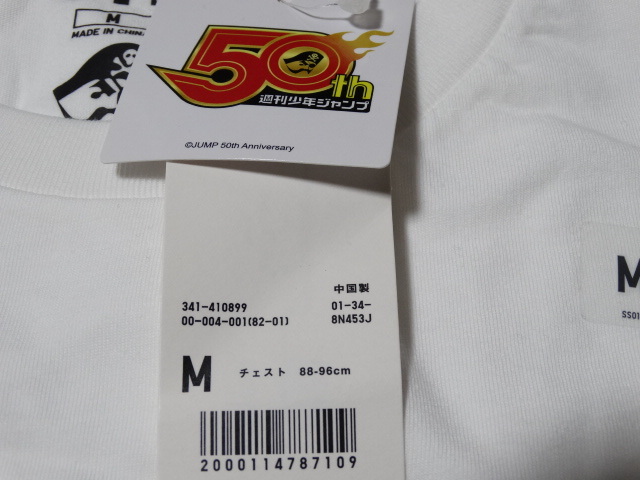 M
MADE IN CHINA
50th
週刊少年ジャンプ
©JUMP 50th Anniversary
中国製
341-410899 01-34-
00-004-001(82-01) 8N453J
M チェスト 88-96cm
2000114787109
M
SS01